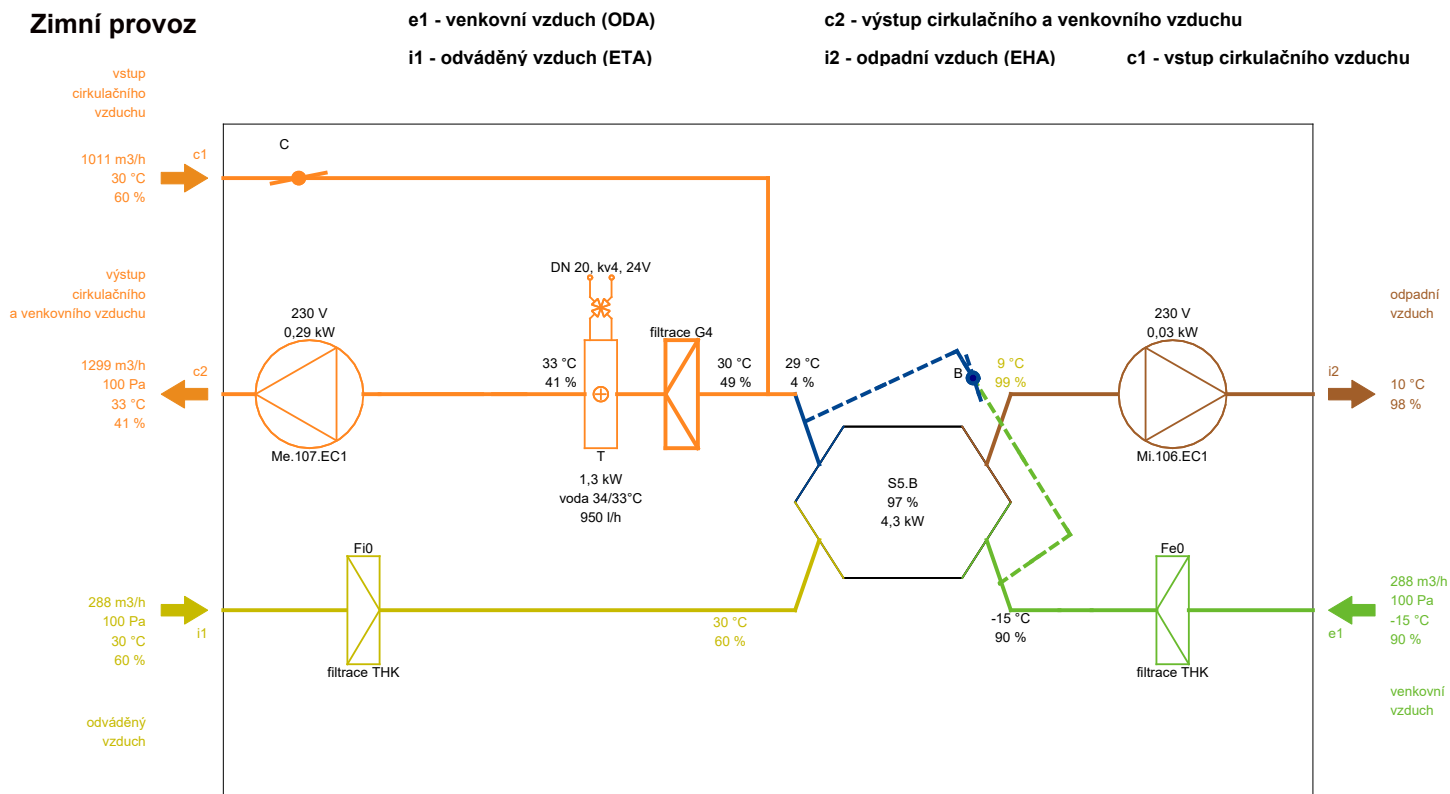 Zimní provoz
e1 - venkovní vzduch (ODA)
c2 - výstup cirkulačního a venkovního vzduchu
i1 - odváděný vzduch (ETA)
i2 - odpadní vzduch (EHA)
c1 - vstup cirkulačního vzduchu
vstup
cirkulačního
vzduchu
1011 m3/h
30 °C
60 %
c1
C
výstup
cirkulačního
a venkovního vzduchu
1299 m3/h
100 Pa
33 °C
41 %
c2
230 V
0,29 kW
Me.107.EC1
DN 20, kv4, 24V
33 °C
41 %
T
1,3 kW
voda 34/33°C
950 l/h
filtrace G4
30 °C
49 %
29 °C
4 %
B
9 °C
99 %
230 V
0,03 kW
Mi.106.EC1
odpadní
vzduch
i2
10 °C
98 %
S5.B
97 %
4,3 kW
288 m3/h
100 Pa
30 °C
60 %
i1
Fi0
filtrace THK
30 °C
60 %
-15 °C
90 %
Fe0
filtrace THK
288 m3/h
100 Pa
-15 °C
90 %
e1
odváděný
vzduch
venkovní
vzduch